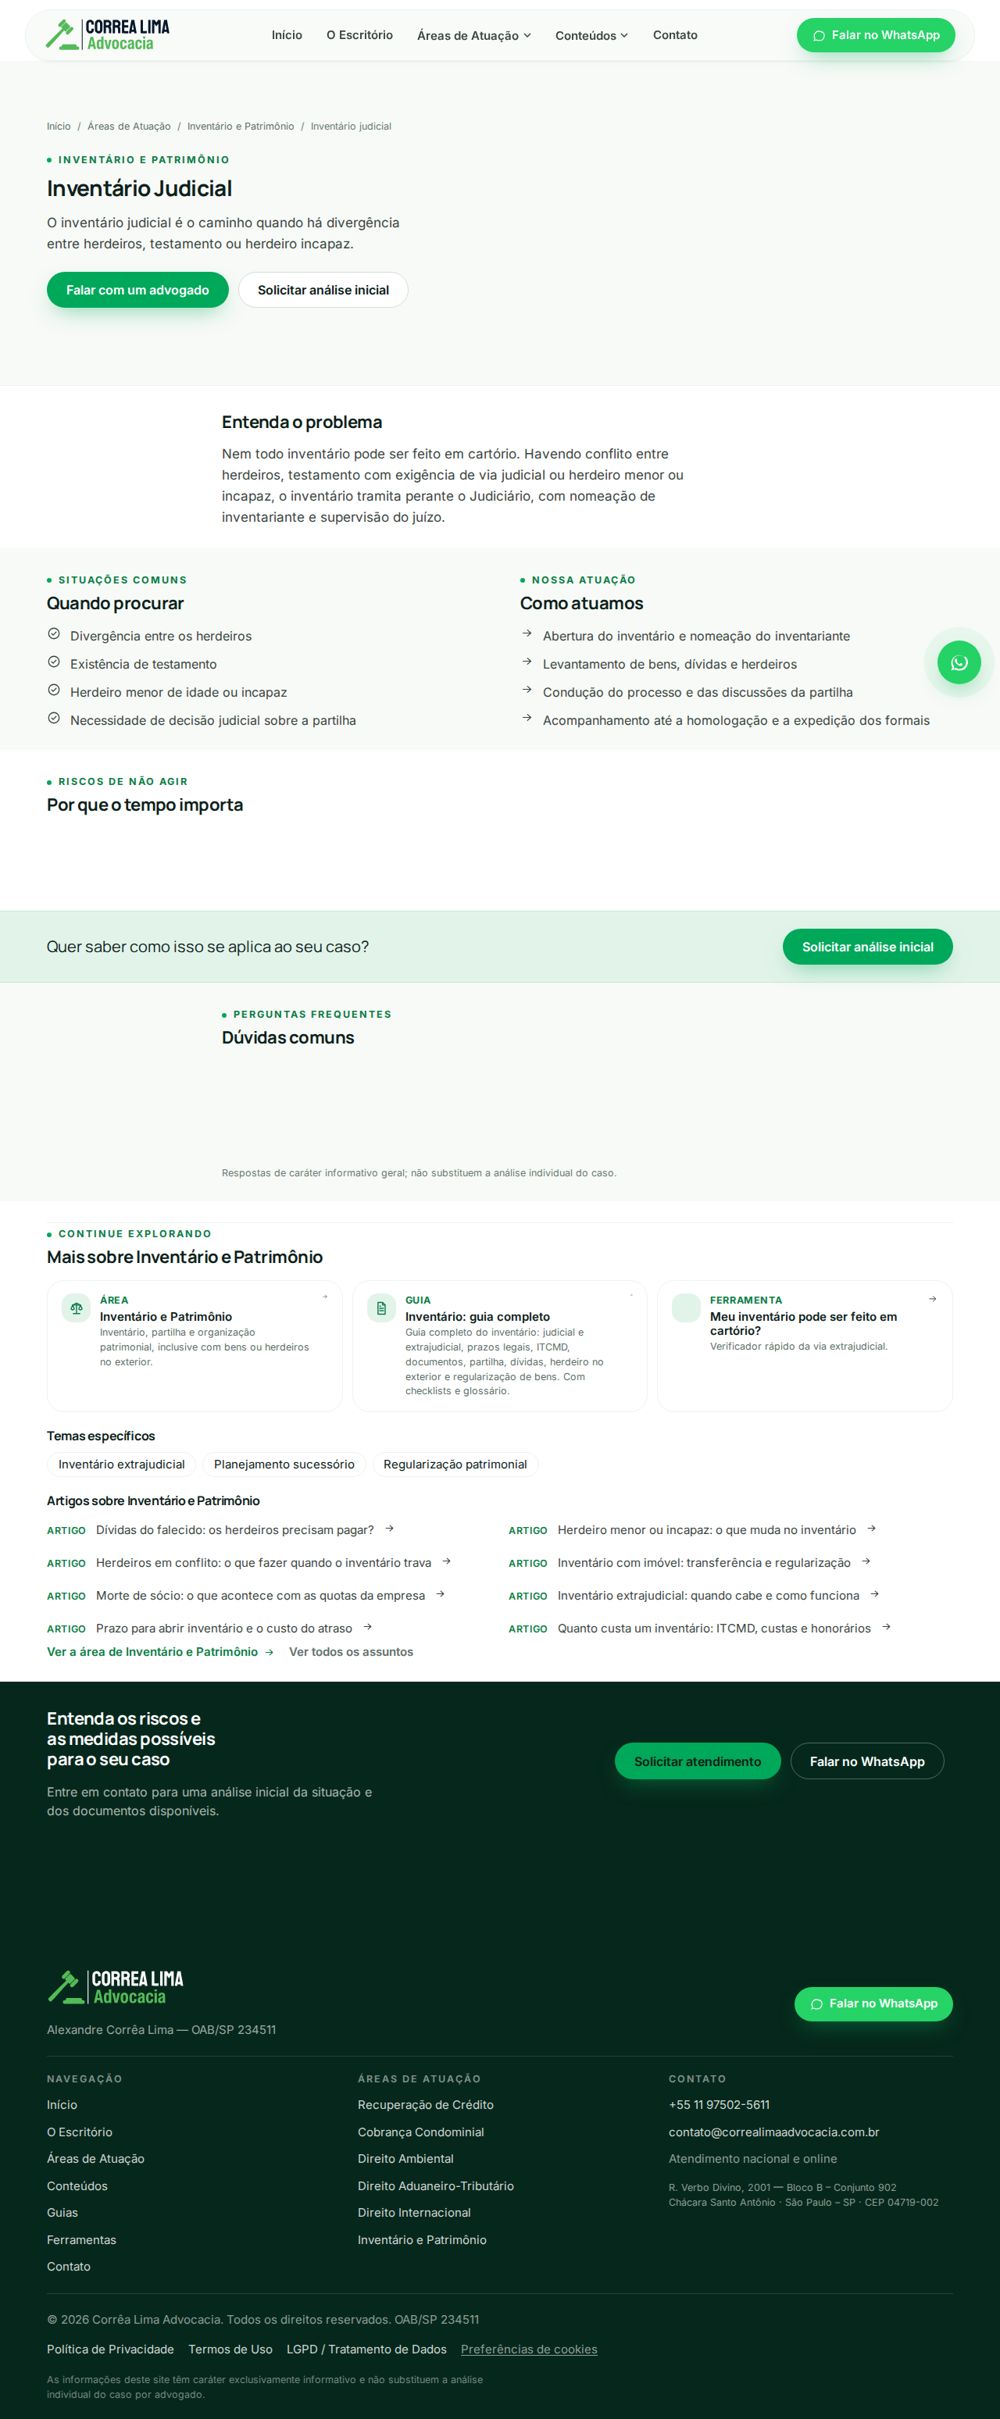 CORREA LIMA
Advocacia
Início
O Escritório
Áreas de Atuação
Conteúdos
Contato
Falar no WhatsApp
Início / Áreas de Atuação / Inventário e Patrimônio / Inventário judicial
INVENTÁRIO E PATRIMÔNIO
Inventário Judicial
O inventário judicial é o caminho quando há divergência
entre herdeiros, testamento ou herdeiro incapaz.
Falar com um advogado
Solicitar análise inicial
Entenda o problema
Nem todo inventário pode ser feito em cartório. Havendo conflito entre
herdeiros, testamento com exigência de via judicial ou herdeiro menor ou
incapaz, o inventário tramita perante o Judiciário, com nomeação de
inventariante e supervisão do juízo.
SITUAÇÕES COMUNS
Quando procurar
Divergência entre os herdeiros
Existência de testamento
Herdeiro menor de idade ou incapaz
Necessidade de decisão judicial sobre a partilha
NOSSA ATUAÇÃO
Como atuamos
Abertura do inventário e nomeação do inventariante
Levantamento de bens, dívidas e herdeiros
Condução do processo e das discussões da partilha
Acompanhamento até a homologação e a expedição dos formais
RISCOS DE NÃO AGIR
Por que o tempo importa
Quer saber como isso se aplica ao seu caso?
Solicitar análise inicial
PERGUNTAS FREQUENTES
Dúvidas comuns
Respostas de caráter informativo geral; não substituem a análise individual do caso.
CONTINUE EXPLORANDO
Mais sobre Inventário e Patrimônio
ÁREA
Inventário e Patrimônio
Inventário, partilha e organização
patrimonial, inclusive com bens ou herdeiros
no exterior.
GUIA
Inventário: guia completo
Guia completo do inventário: judicial e
extrajudicial, prazos legais, ITCMD,
documentos, partilha, dívidas, herdeiro no
exterior e regularização de bens. Com
checklists e glossário.
FERRAMENTA
Meu inventário pode ser feito em
cartório?
Verificador rápido da via extrajudicial.
Temas específicos
Inventário extrajudicial
Planejamento sucessório
Regularização patrimonial
Artigos sobre Inventário e Patrimônio
ARTIGO Dívidas do falecido: os herdeiros precisam pagar?
ARTIGO Herdeiro menor ou incapaz: o que muda no inventário
ARTIGO Herdeiros em conflito: o que fazer quando o inventário trava
ARTIGO Inventário com imóvel: transferência e regularização
ARTIGO Morte de sócio: o que acontece com as quotas da empresa
ARTIGO Inventário extrajudicial: quando cabe e como funciona
ARTIGO Prazo para abrir inventário e o custo do atraso
ARTIGO Quanto custa um inventário: ITCMD, custas e honorários
Ver a área de Inventário e Patrimônio
Ver todos os assuntos
Entenda os riscos e
as medidas possíveis
para o seu caso
Entre em contato para uma análise inicial da situação e
dos documentos disponíveis.
Solicitar atendimento
Falar no WhatsApp
CORREA LIMA
Advocacia
Alexandre Corrêa Lima — OAB/SP 234511
Falar no WhatsApp
NAVEGAÇÃO
Início
O Escritório
Áreas de Atuação
Conteúdos
Guias
Ferramentas
Contato
ÁREAS DE ATUAÇÃO
Recuperação de Crédito
Cobrança Condominial
Direito Ambiental
Direito Aduaneiro-Tributário
Direito Internacional
Inventário e Patrimônio
CONTATO
+55 11 97502-5611
contato@correalimaadvocacia.com.br
Atendimento nacional e online
R. Verbo Divino, 2001 — Bloco B – Conjunto 902
Chácara Santo Antônio · São Paulo – SP · CEP 04719-002
© 2026 Corrêa Lima Advocacia. Todos os direitos reservados. OAB/SP 234511
Política de Privacidade
Termos de Uso
LGPD / Tratamento de Dados
Preferências de cookies
As informações deste site têm caráter exclusivamente informativo e não substituem a análise
individual do caso por advogado.